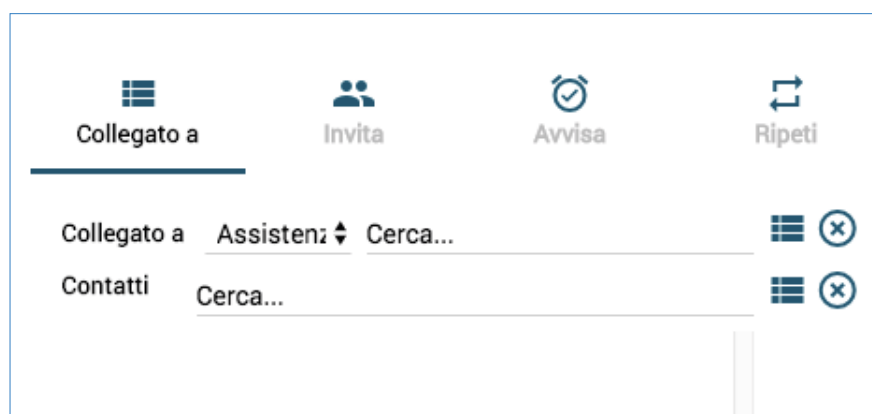 Collegato a Invita Avvisa Ripeti
Collegato a Assistenz Cerca...
Contatti Cerca...